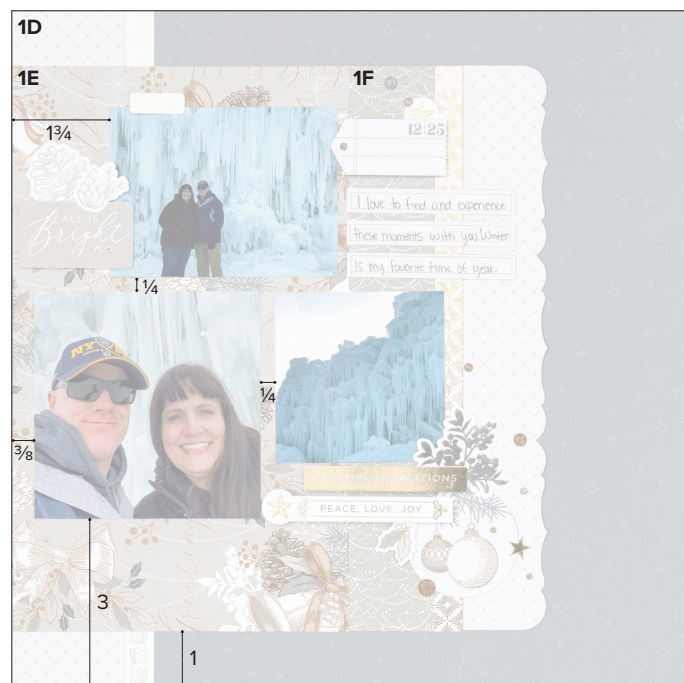 1D
1E
1F
1¾
12 25
ALL IS
Bright
I love to find and experience
these moments with you Winter
is my favorite time of year.
¼
NY
¼
⅜
DECEMBER TRADITIONS
PEACE, LOVE, JOY
3
1